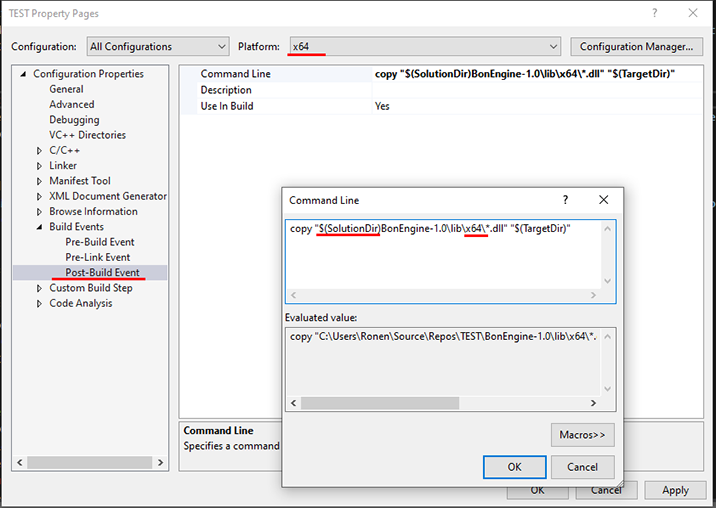 TEST Property Pages
? ×
Configuration: All Configurations Platform: x64 Configuration Manager...
Configuration Properties
General
Advanced
Debugging
VC++ Directories
C/C++
Linker
Manifest Tool
XML Document Generator
Browse Information
Build Events
Pre-Build Event
Pre-Link Event
Post-Build Event
Custom Build Step
Code Analysis
Command Line copy "$(SolutionDir)BonEngine-1.0\lib\x64\*.dll" "$(TargetDir)"
Description
Use In Build Yes
Command Line
Specifies a command
OK Cancel Apply
Command Line
? ×
copy "$(SolutionDir)BonEngine-1.0\lib\x64\*.dll" "$(TargetDir)"
Evaluated value:
copy "C:\Users\Ronen\Source\Repos\TEST\BonEngine-1.0\lib\x64\*.
Macros>>
OK Cancel